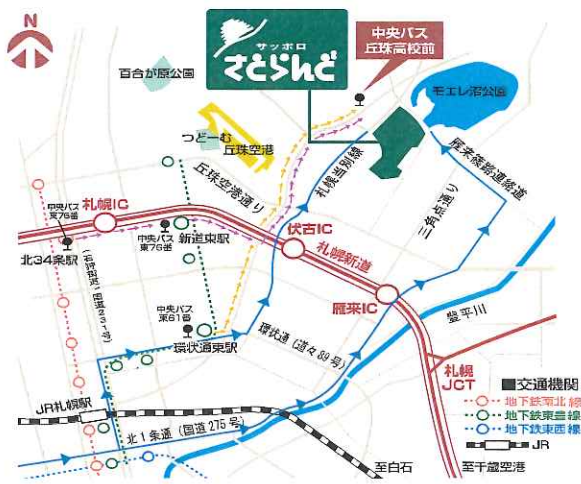 N
サッポロ
さとらんど
中央バス
丘珠高校前
百合が原公園
モエレ沼公園
つどーむ
丘珠空港
丘珠空港通り
札幌当別線
雁来篠路連絡道
三角点通り
中央バス
東76番
札幌IC
北34条駅
中央バス
東76番
新道東駅
伏古IC
札幌新道
雁来IC
豊平川
中央バス
東61番
環状通東駅
環状通(道々89号)
札幌
JCT
JR札幌駅
北1条通(国道275号)
至白石
至千歳空港
■交通機関
地下鉄南北線
地下鉄東豊線
地下鉄東西線
JR